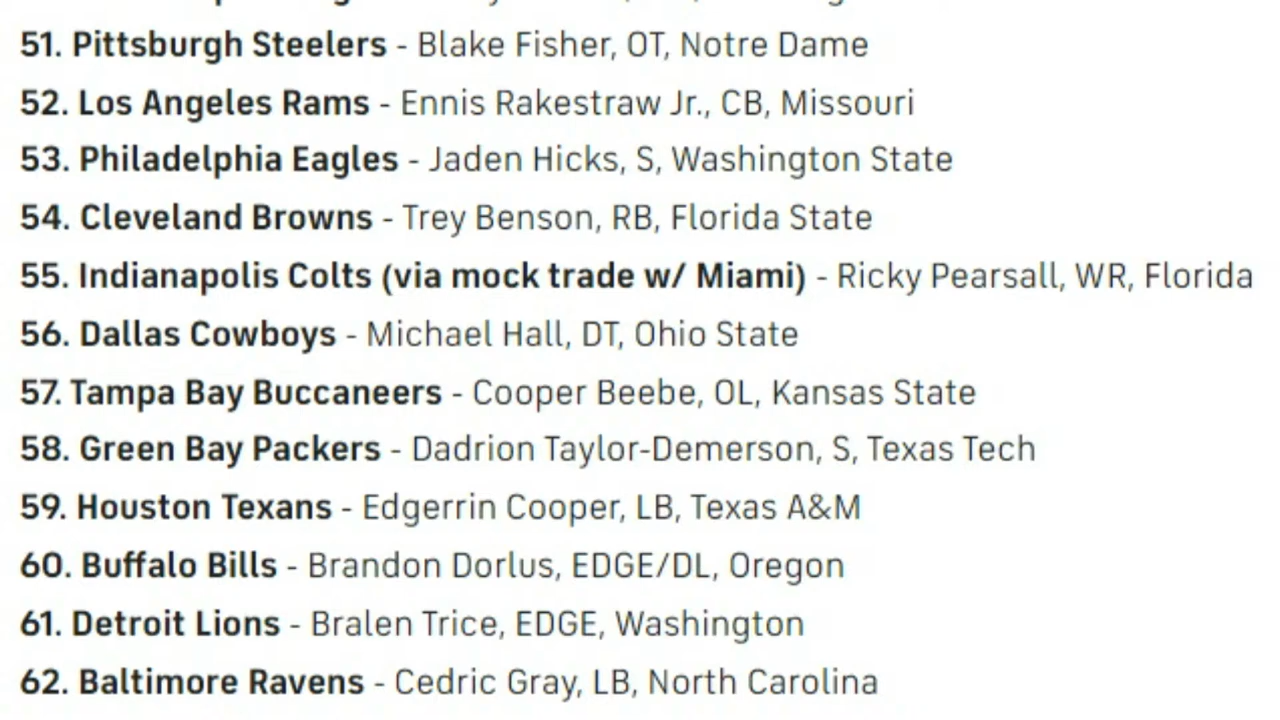 51. Pittsburgh Steelers - Blake Fisher, OT, Notre Dame
52. Los Angeles Rams - Ennis Rakestraw Jr., CB, Missouri
53. Philadelphia Eagles - Jaden Hicks, S, Washington State
54. Cleveland Browns - Trey Benson, RB, Florida State
55. Indianapolis Colts (via mock trade w/ Miami) - Ricky Pearsall, WR, Florida
56. Dallas Cowboys - Michael Hall, DT, Ohio State
57. Tampa Bay Buccaneers - Cooper Beebe, OL, Kansas State
58. Green Bay Packers - Dadrion Taylor-Demerson, S, Texas Tech
59. Houston Texans - Edgerrin Cooper, LB, Texas A&M
60. Buffalo Bills - Brandon Dorlus, EDGE/DL, Oregon
61. Detroit Lions - Bralen Trice, EDGE, Washington
62. Baltimore Ravens - Cedric Gray, LB, North Carolina